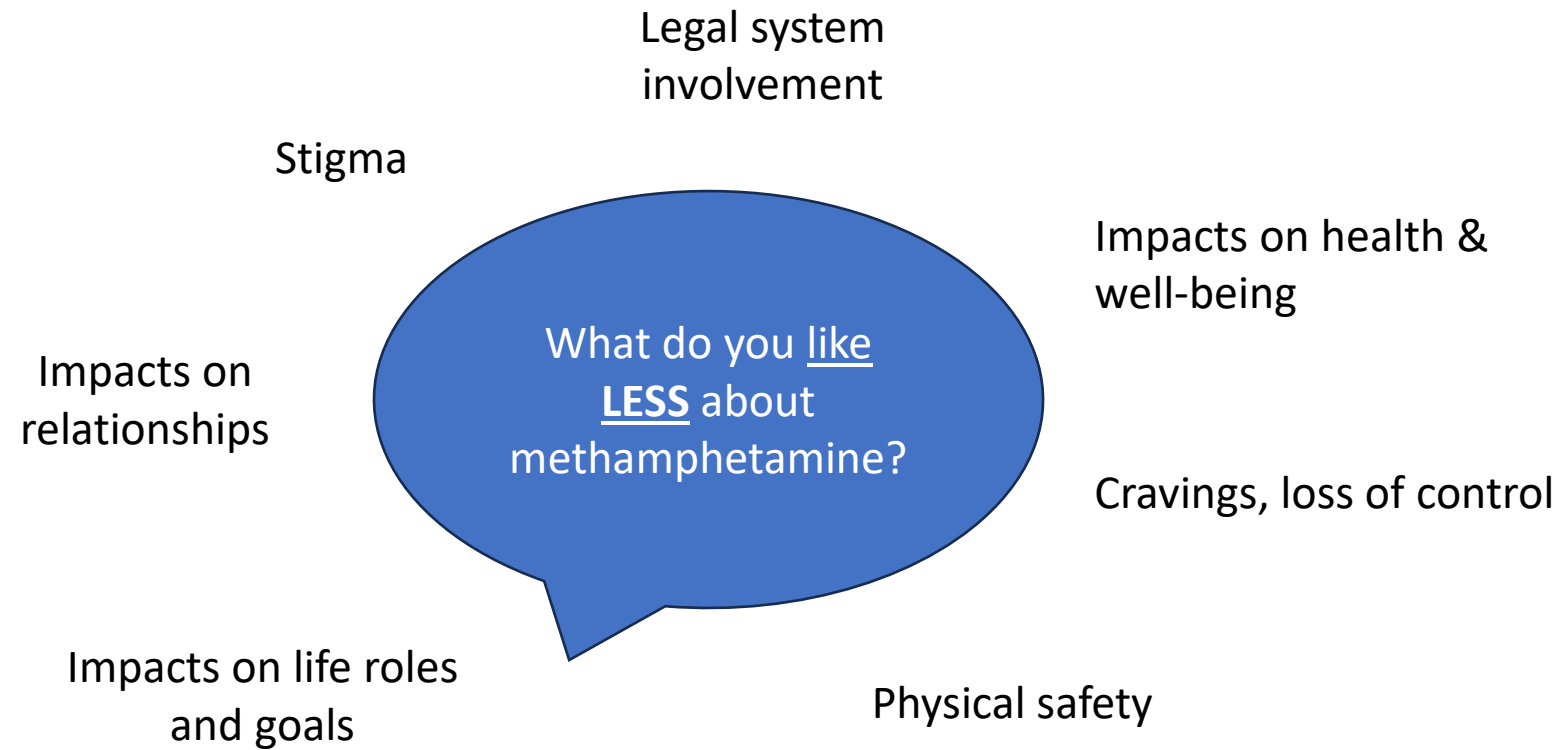 Legal system
involvement
Stigma
Impacts on health &
well-being
What do you like
LESS about
methamphetamine?
Impacts on
relationships
Cravings, loss of control
Impacts on life roles
and goals
Physical safety